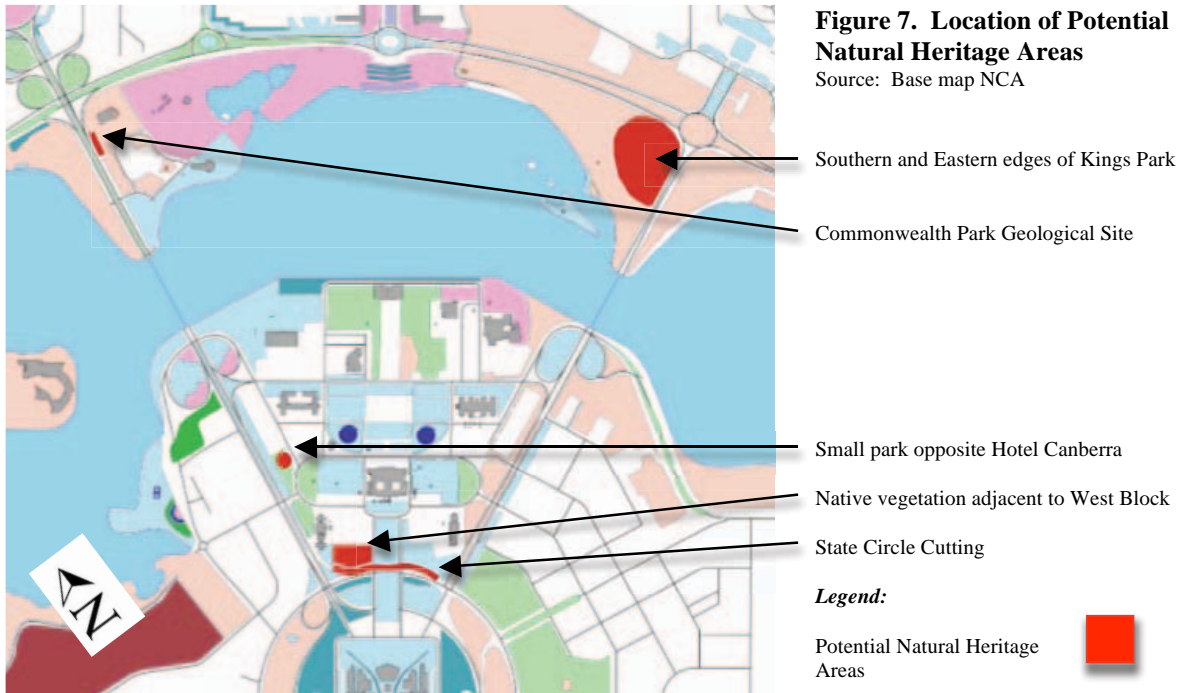 Figure 7. Location of Potential
Natural Heritage Areas
Source: Base map NCA
Southern and Eastern edges of Kings Park
Commonwealth Park Geological Site
Small park opposite Hotel Canberra
Native vegetation adjacent to West Block
State Circle Cutting
Legend:
Potential Natural Heritage
Areas
N